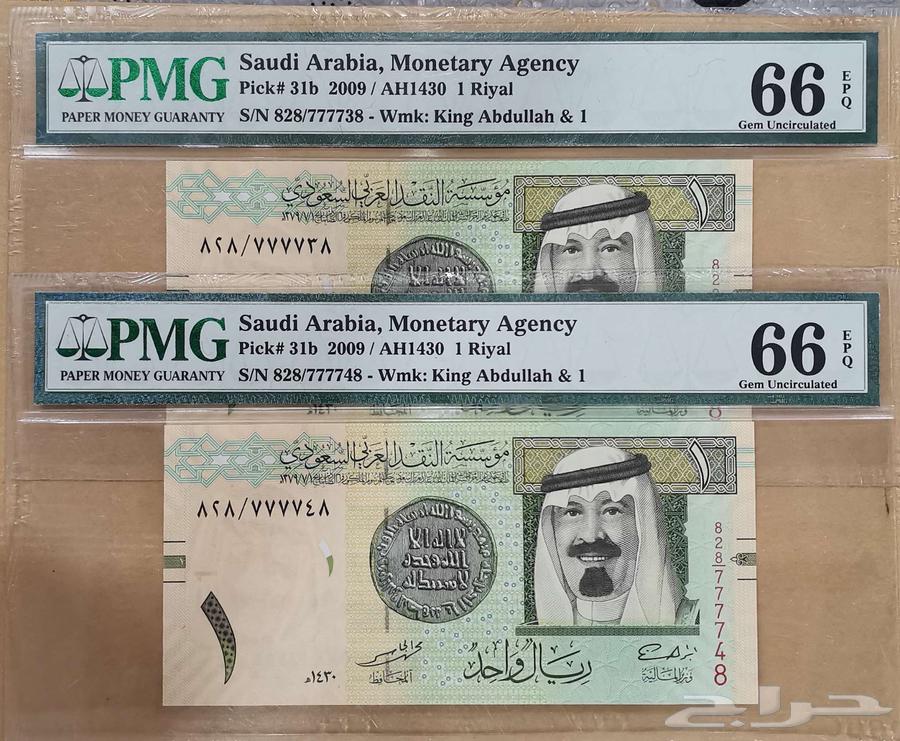 PMG
PAPER MONEY GUARANTY
Saudi Arabia, Monetary Agency
Pick# 31b 2009 / AH1430 1 Riyal
S/N 828/777738 - Wmk: King Abdullah & 1
66 EPQ
Gem Uncirculated
مؤسسة النقد العربي السعودي
١
٨٢٨/٧٧٧٧٣٨
PMG
PAPER MONEY GUARANTY
Saudi Arabia, Monetary Agency
Pick# 31b 2009 / AH1430 1 Riyal
S/N 828/777748 - Wmk: King Abdullah & 1
66 EPQ
Gem Uncirculated
مؤسسة النقد العربي السعودي
١
٨٢٨/٧٧٧٧٤٨
828/777748
١
ريال واحد
١٤٣٠هـ
المحافظ
وزير المالية
حراج